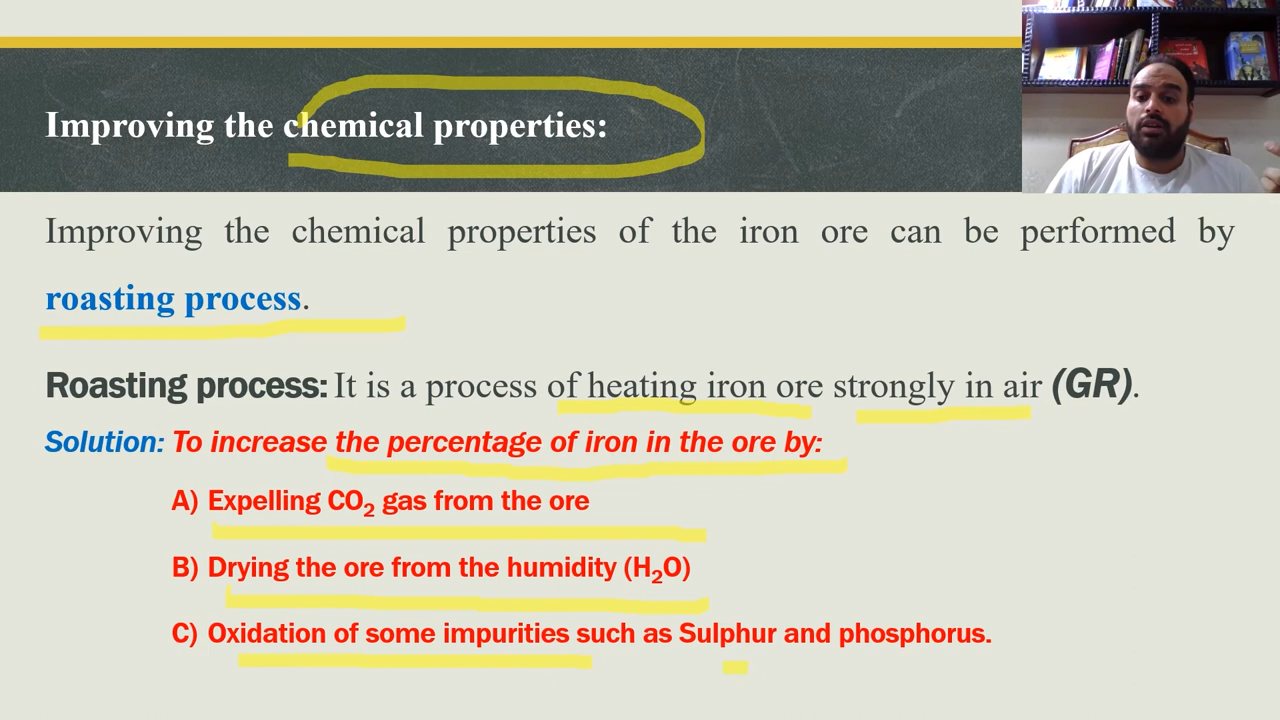 Improving the chemical properties:
Improving the chemical properties of the iron ore can be performed by
roasting process.
Roasting process: It is a process of heating iron ore strongly in air (GR).
Solution: To increase the percentage of iron in the ore by:
A) Expelling CO₂ gas from the ore
B) Drying the ore from the humidity (H₂O)
C) Oxidation of some impurities such as Sulphur and phosphorus.